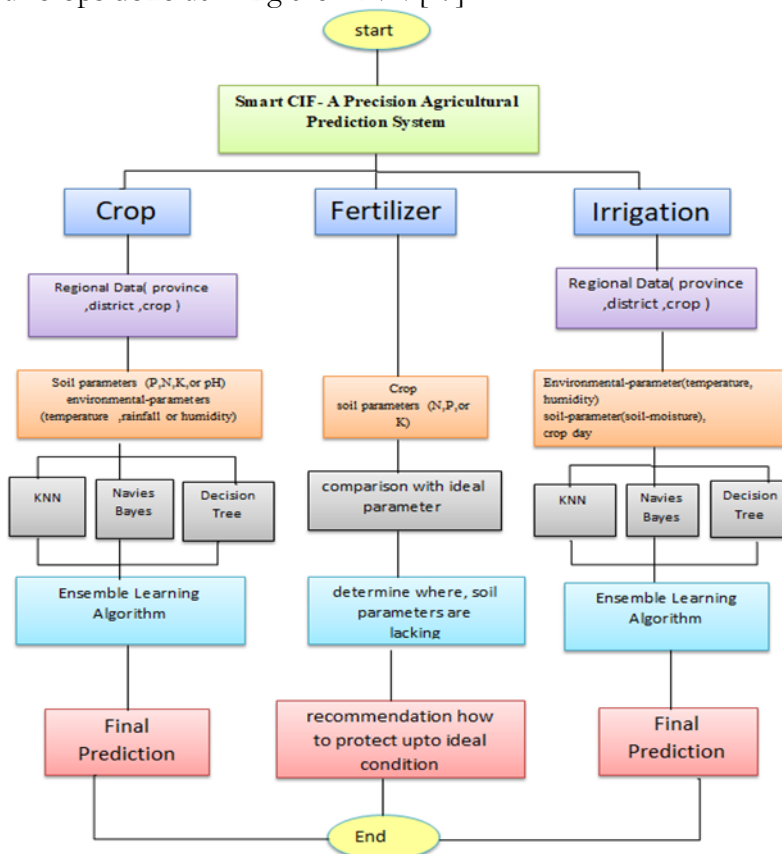 start
Smart CIF- A Precision Agricultural
Prediction System
Crop
Fertilizer
Irrigation
Regional Data( province
,district ,crop )
Regional Data( province
,district ,crop )
Soil parameters (P,N,K,or pH)
environmental-parameters
(temperature ,rainfall or humidity)
Crop
soil parameters (N,P,or
K)
Environmental-parameter(temperature,
humidity)
soil-parameter(soil-moisture),
crop day
KNN
Navies
Bayes
Decision
Tree
comparison with ideal
parameter
KNN
Navies
Bayes
Decision
Tree
Ensemble Learning
Algorithm
determine where, soil
parameters are
lacking
Ensemble Learning
Algorithm
Final
Prediction
recommendation how
to protect upto ideal
condition
Final
Prediction
End